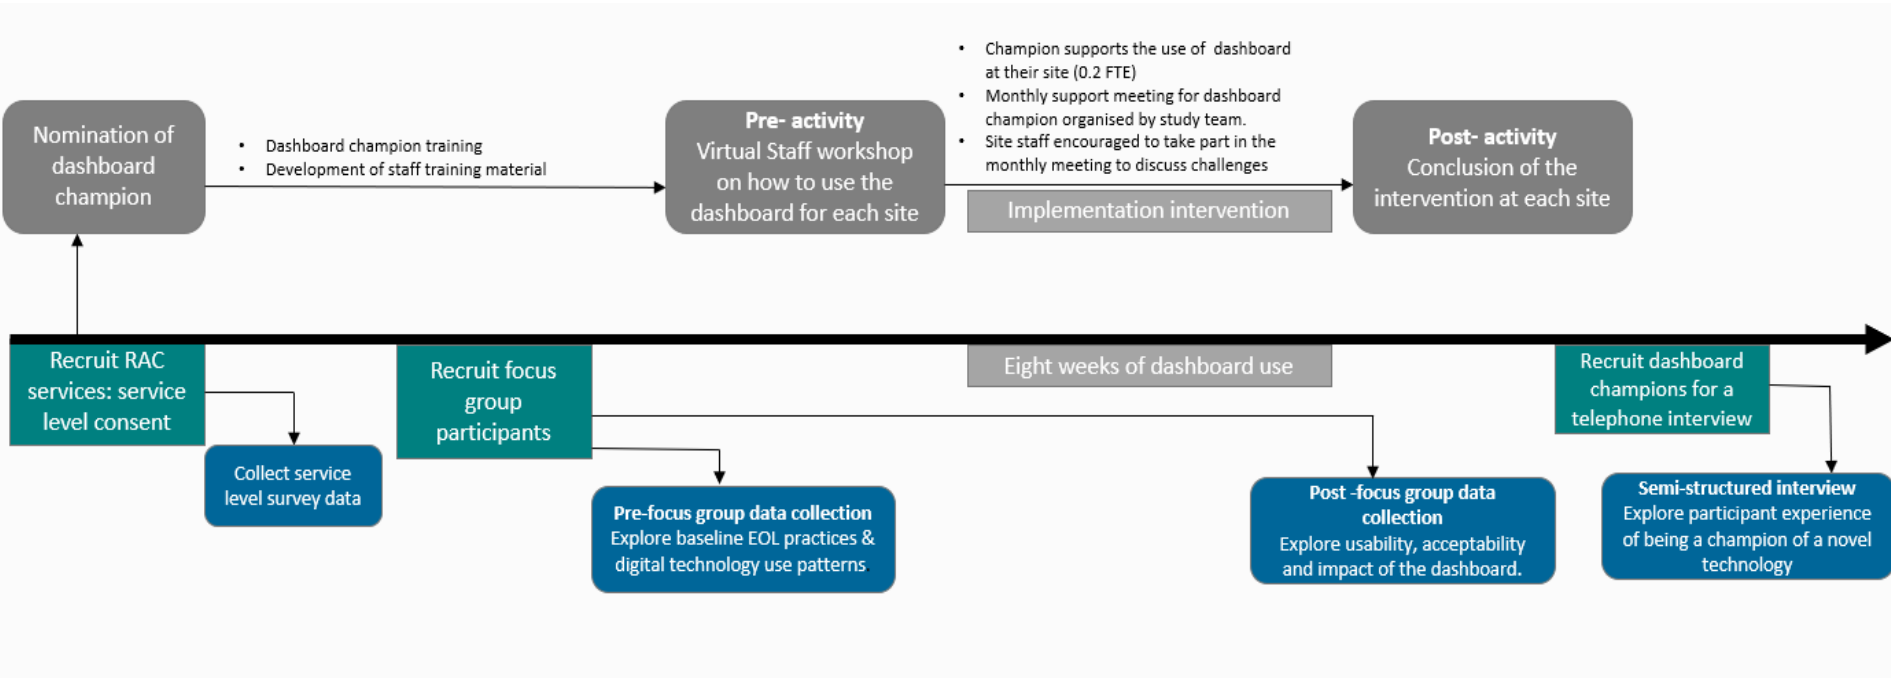 Nomination of
dashboard
champion
• Dashboard champion training
• Development of staff training material
Pre- activity
Virtual Staff workshop
on how to use the
dashboard for each site
• Champion supports the use of dashboard
at their site (0.2 FTE)
• Monthly support meeting for dashboard
champion organised by study team.
• Site staff encouraged to take part in the
monthly meeting to discuss challenges
Implementation intervention
Post- activity
Conclusion of the
intervention at each site
Recruit RAC
services: service
level consent
Collect service
level survey data
Recruit focus
group
participants
Pre-focus group data collection
Explore baseline EOL practices &
digital technology use patterns.
Eight weeks of dashboard use
Post -focus group data
collection
Explore usability, acceptability
and impact of the dashboard.
Recruit dashboard
champions for a
telephone interview
Semi-structured interview
Explore participant experience
of being a champion of a novel
technology